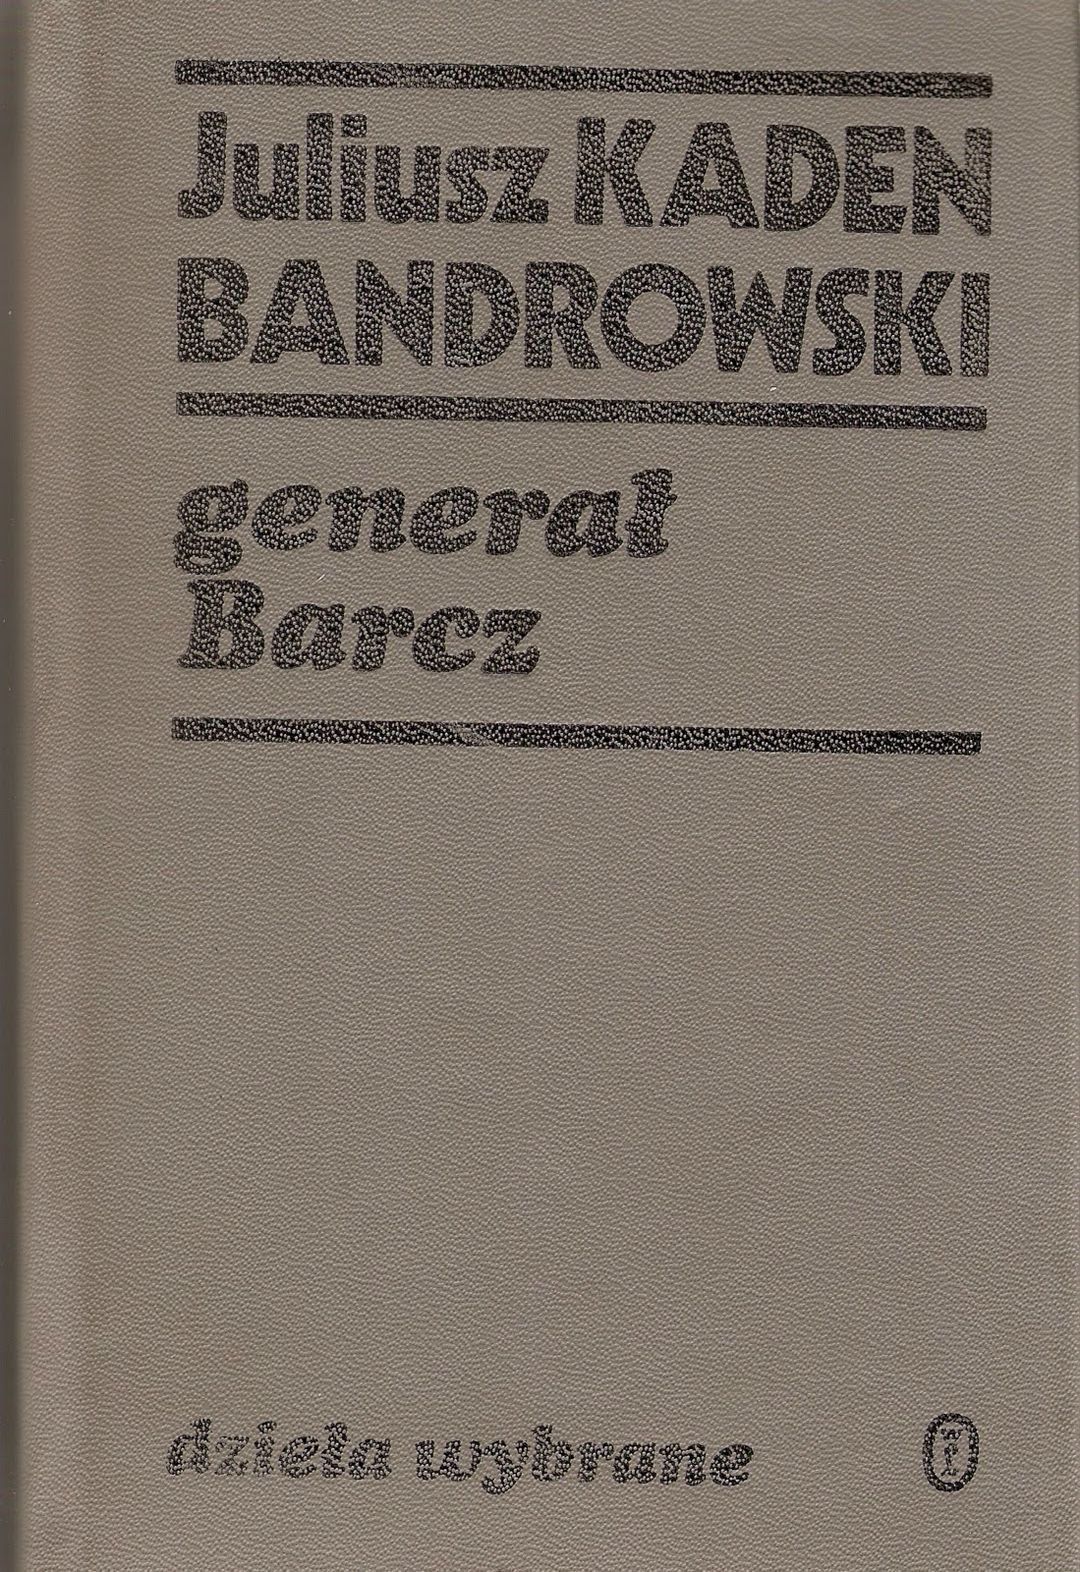 Juliusz KADEN
BANDROWSKI
generał
Barcz
dzieła wybrane